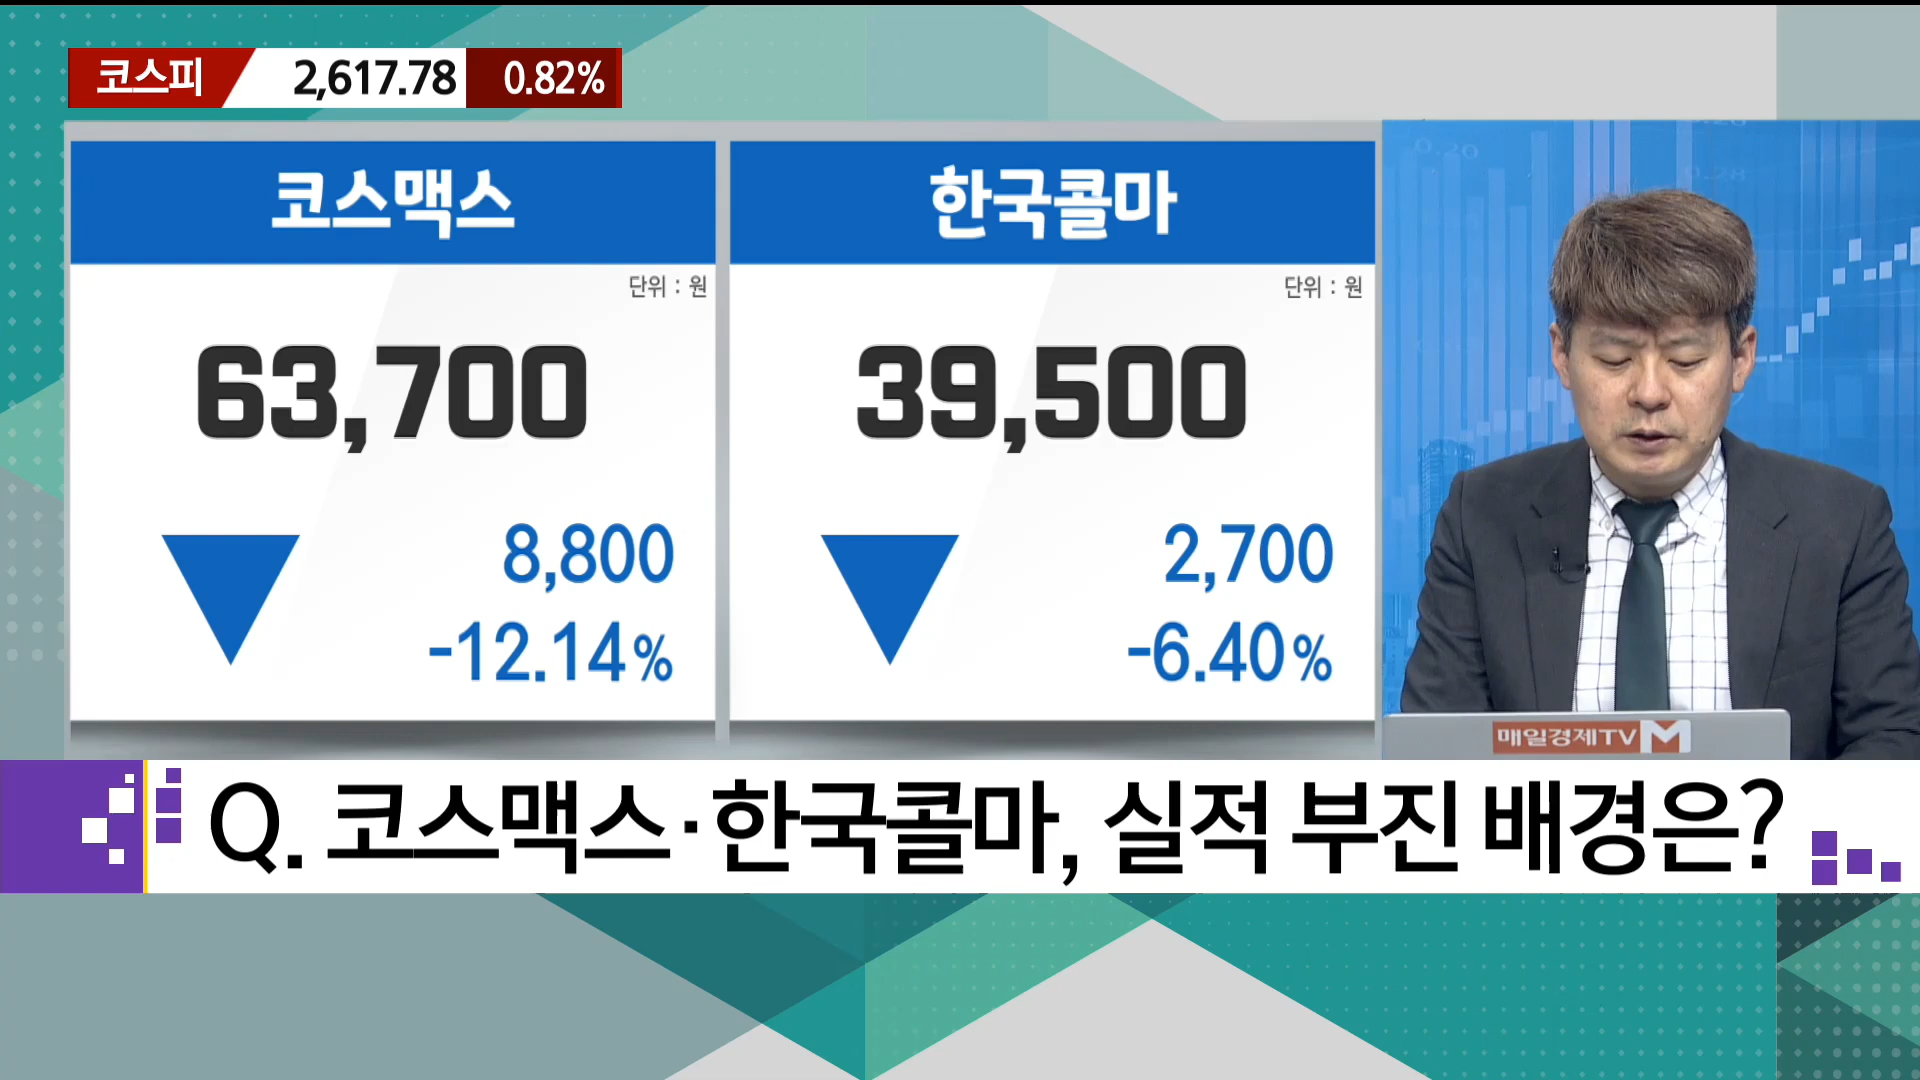 코스피 2,617.78 0.82%
코스맥스
단위 : 원
63,700
8,800
-12.14%
한국콜마
단위 : 원
39,500
2,700
-6.40%
매일경제TV M
Q. 코스맥스·한국콜마, 실적 부진 배경은?